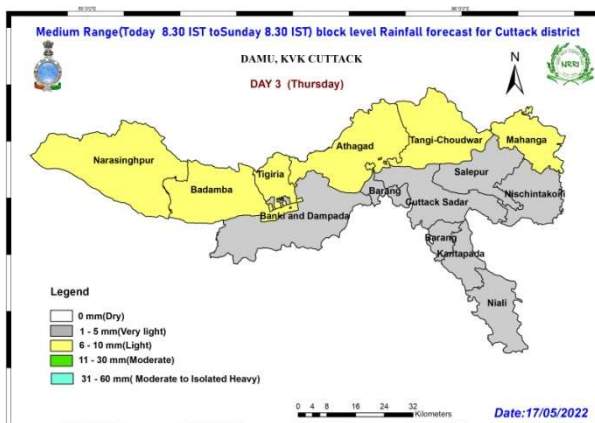 Medium Range(Today 8.30 IST toSunday 8.30 IST) block level Rainfall forecast for Cuttack district
DAMU, KVK CUTTACK
DAY 3 (Thursday)
N
NRRI
Narasinghpur
Badamba
Tigiria
Athagad
Tangi-Choudwar
Mahanga
Salepur
Nischintakoili
Barang
Cuttack Sadar
Banki and Dampada
Barang
Kantapada
Niali
Legend
0 mm(Dry)
1 - 5 mm(Very light)
6 - 10 mm(Light)
11 - 30 mm(Moderate)
31 - 60 mm( Moderate to Isolated Heavy)
0 4 8 16 24 32
Kilometers
Date:17/05/2022